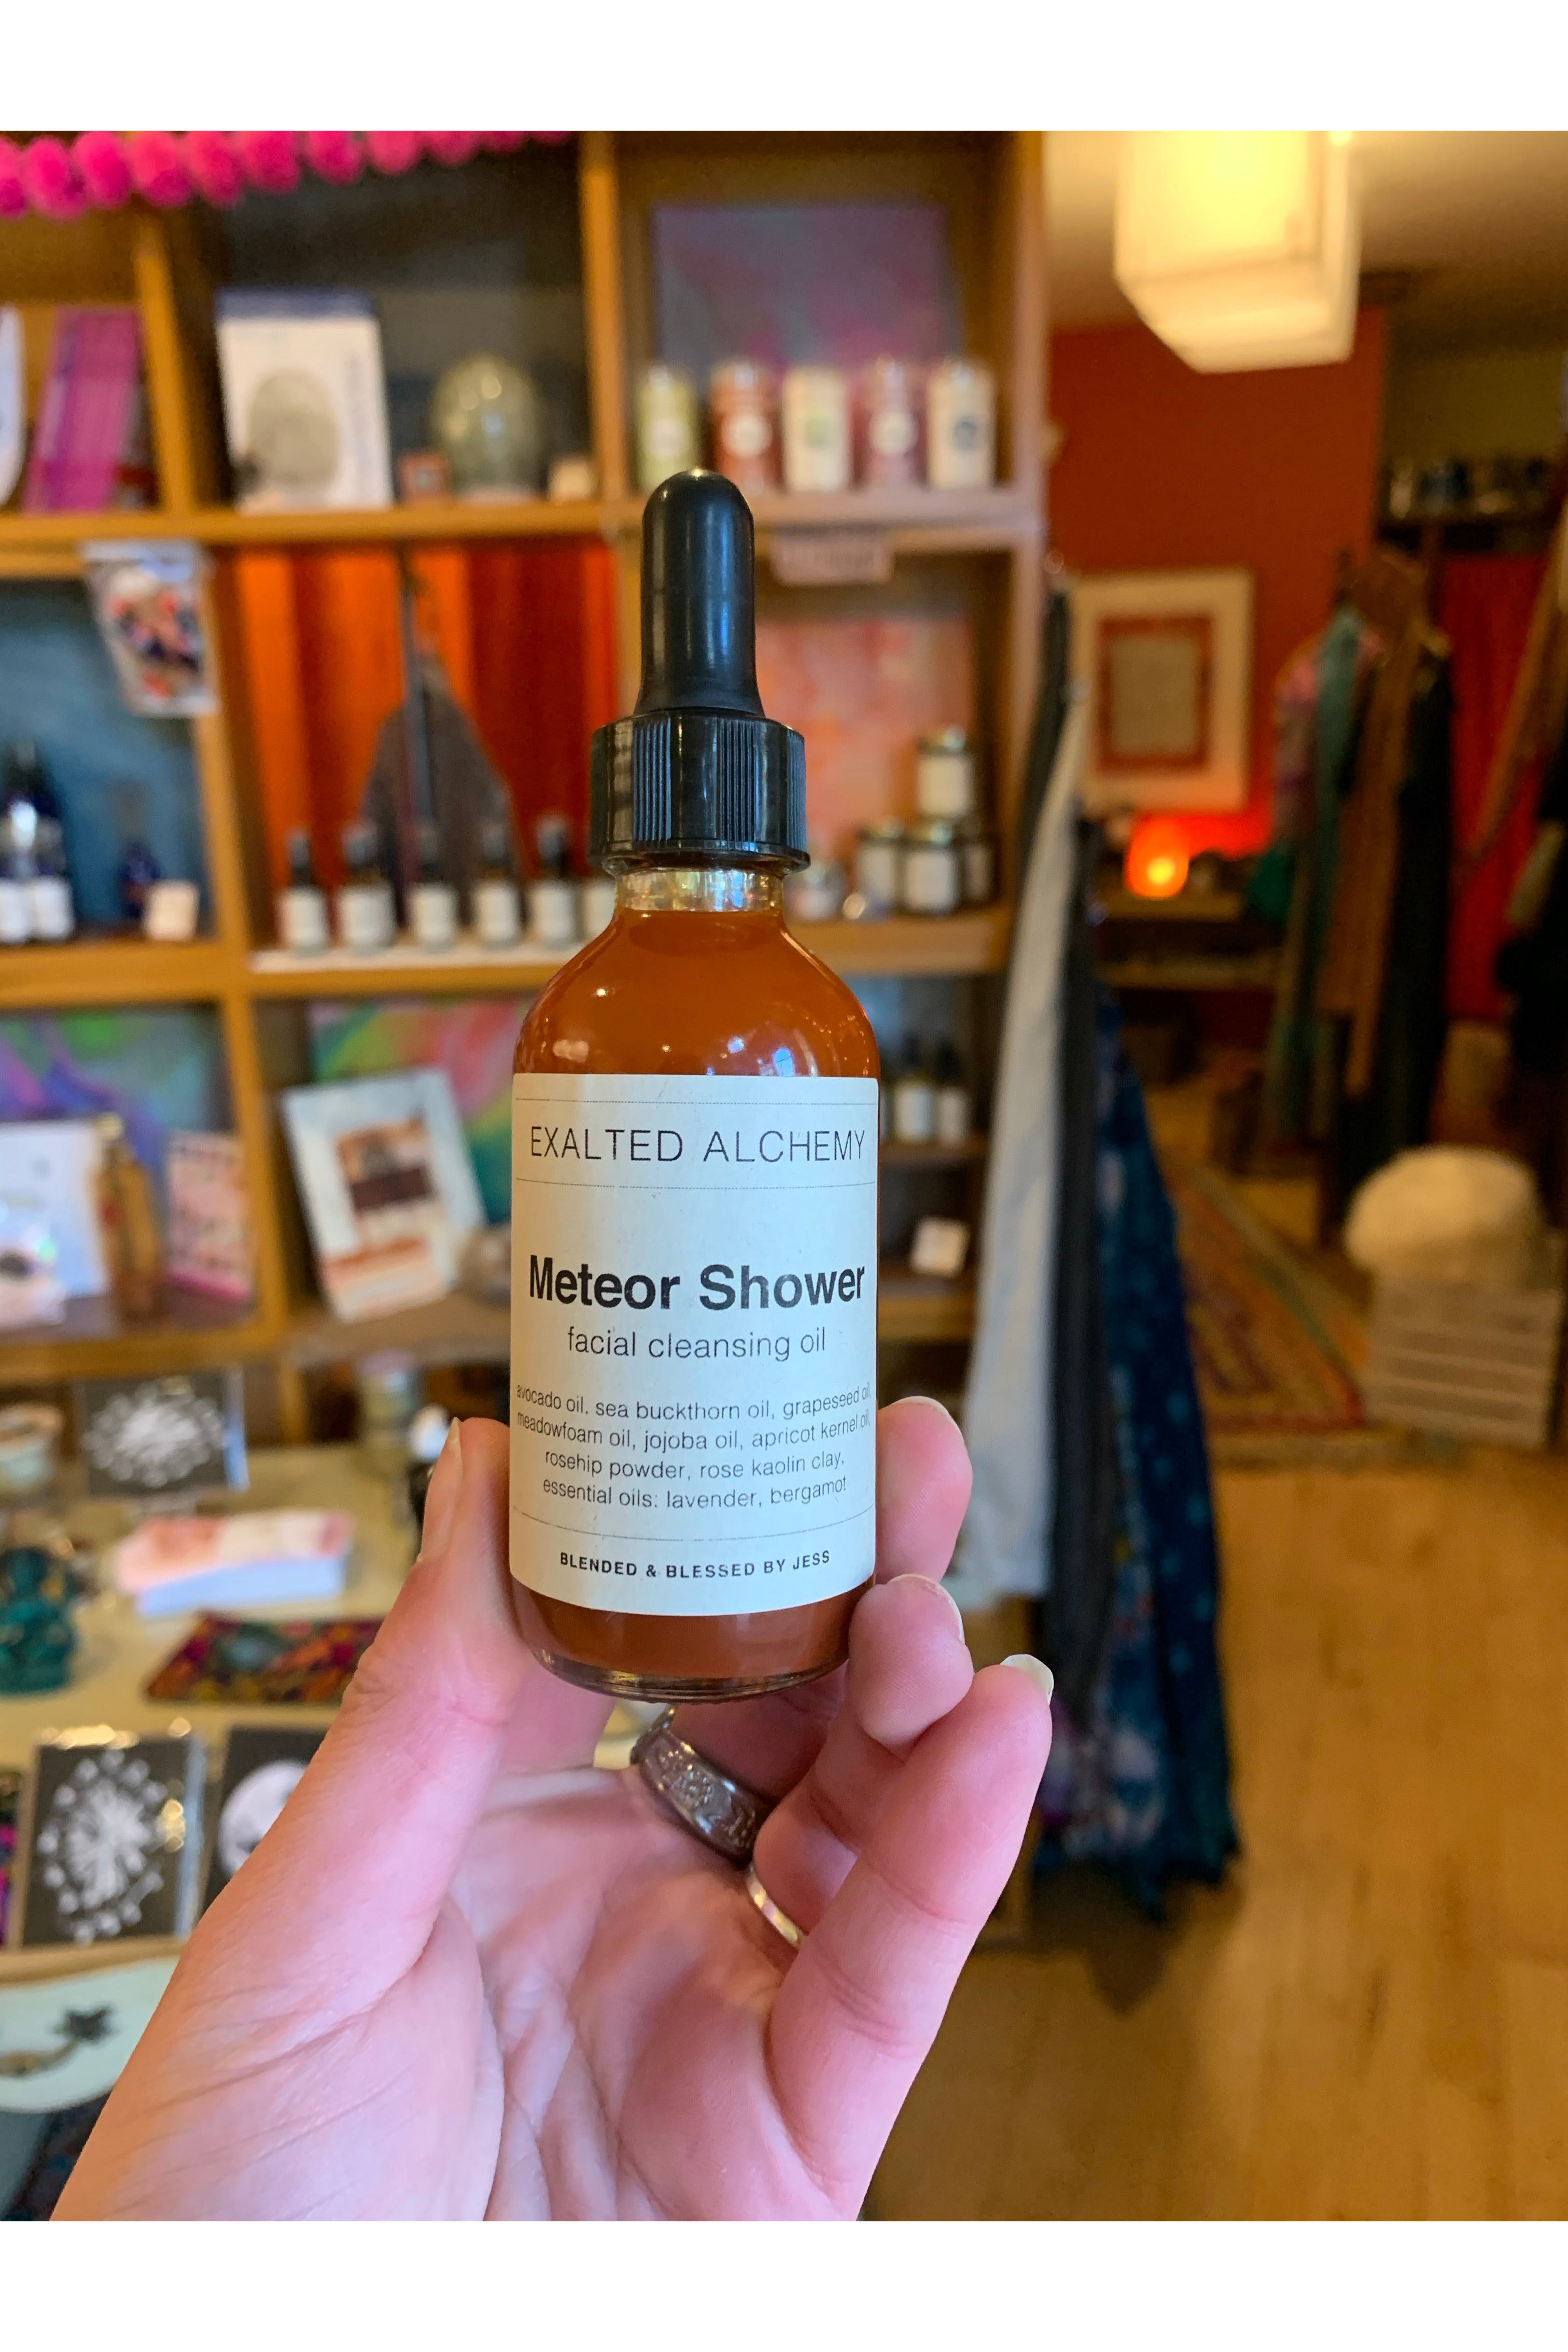 EXALTED ALCHEMY
Meteor Shower
facial cleansing oil
avocado oil, sea buckthorn oil, grapeseed oil,
meadowfoam oil, jojoba oil, apricot kernel oil,
rosehip powder, rose kaolin clay,
essential oils: lavender, bergamot
BLENDED & BLESSED BY JESS